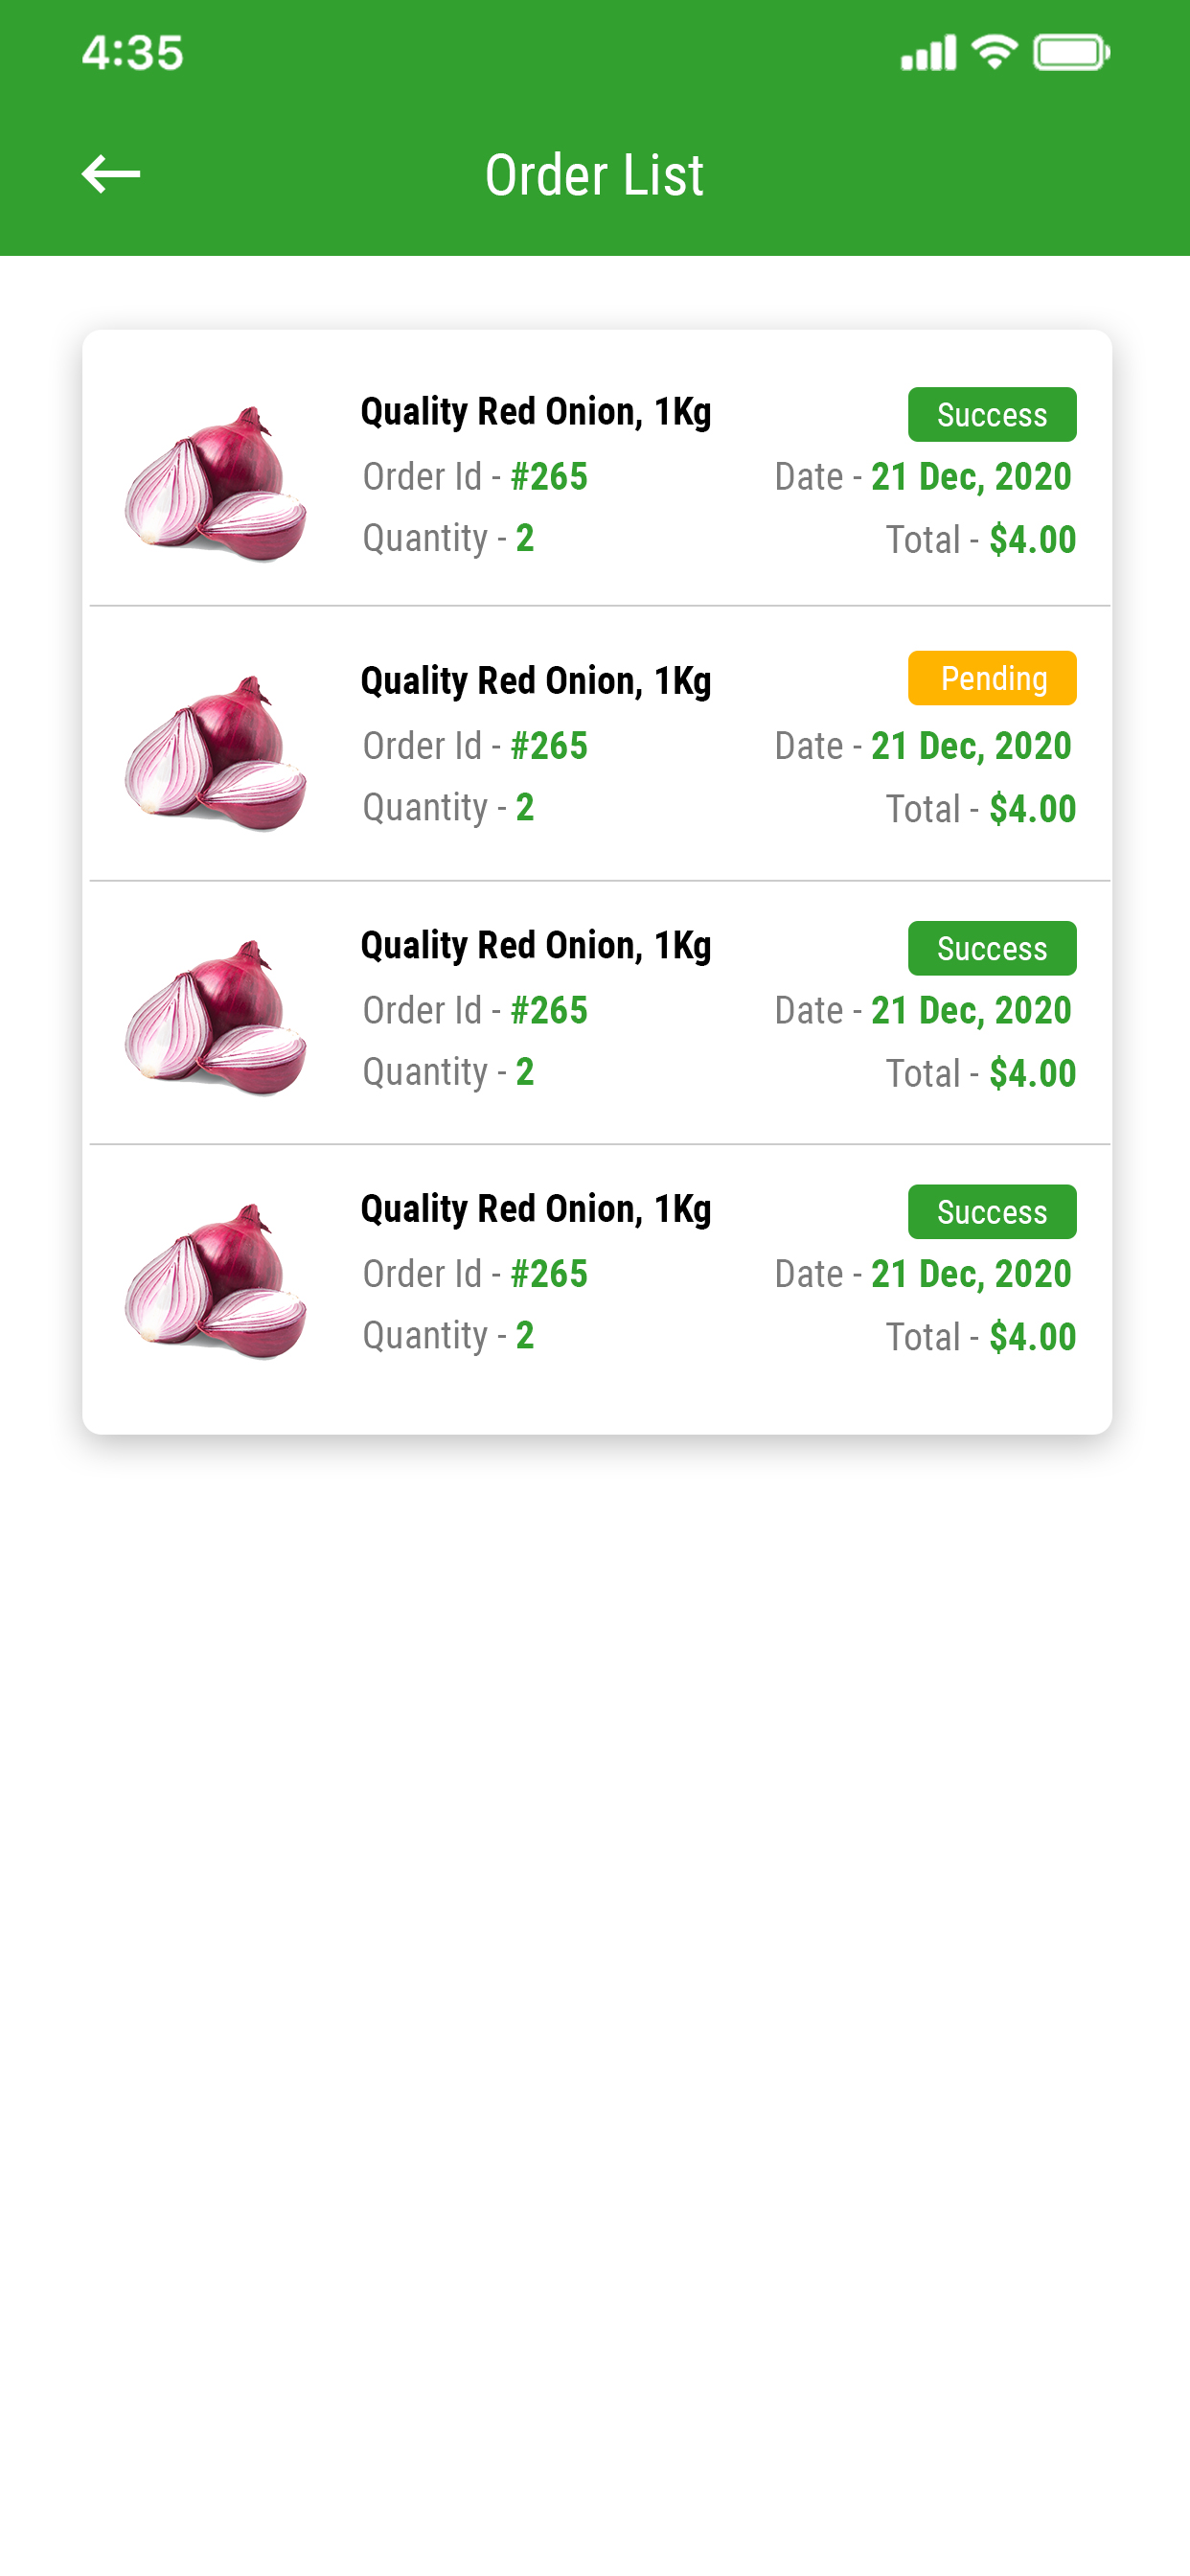 4:35
Order List
Quality Red Onion, 1Kg Success
Order Id - #265 Date - 21 Dec, 2020
Quantity - 2 Total - $4.00
Quality Red Onion, 1Kg Pending
Order Id - #265 Date - 21 Dec, 2020
Quantity - 2 Total - $4.00
Quality Red Onion, 1Kg Success
Order Id - #265 Date - 21 Dec, 2020
Quantity - 2 Total - $4.00
Quality Red Onion, 1Kg Success
Order Id - #265 Date - 21 Dec, 2020
Quantity - 2 Total - $4.00